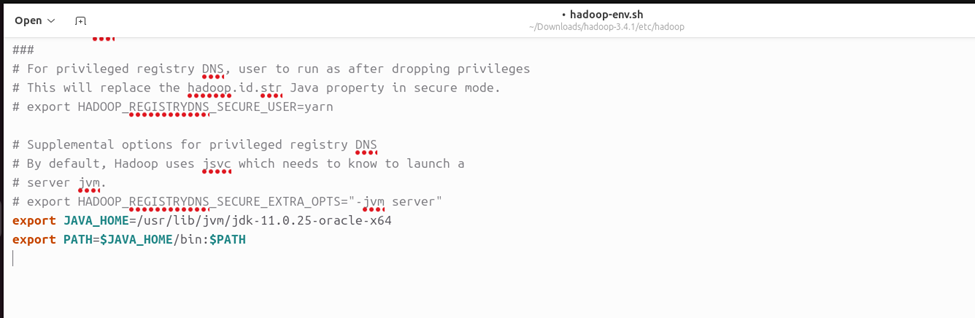 Open
• hadoop-env.sh
~/Downloads/hadoop-3.4.1/etc/hadoop
###
# For privileged registry DNS, user to run as after dropping privileges
# This will replace the hadoop.id.str Java property in secure mode.
# export HADOOP_REGISTRYDNS_SECURE_USER=yarn
# Supplemental options for privileged registry DNS
# By default, Hadoop uses jsvc which needs to know to launch a
# server jvm.
# export HADOOP_REGISTRYDNS_SECURE_EXTRA_OPTS="-jvm server"
export JAVA_HOME=/usr/lib/jvm/jdk-11.0.25-oracle-x64
export PATH=$JAVA_HOME/bin:$PATH